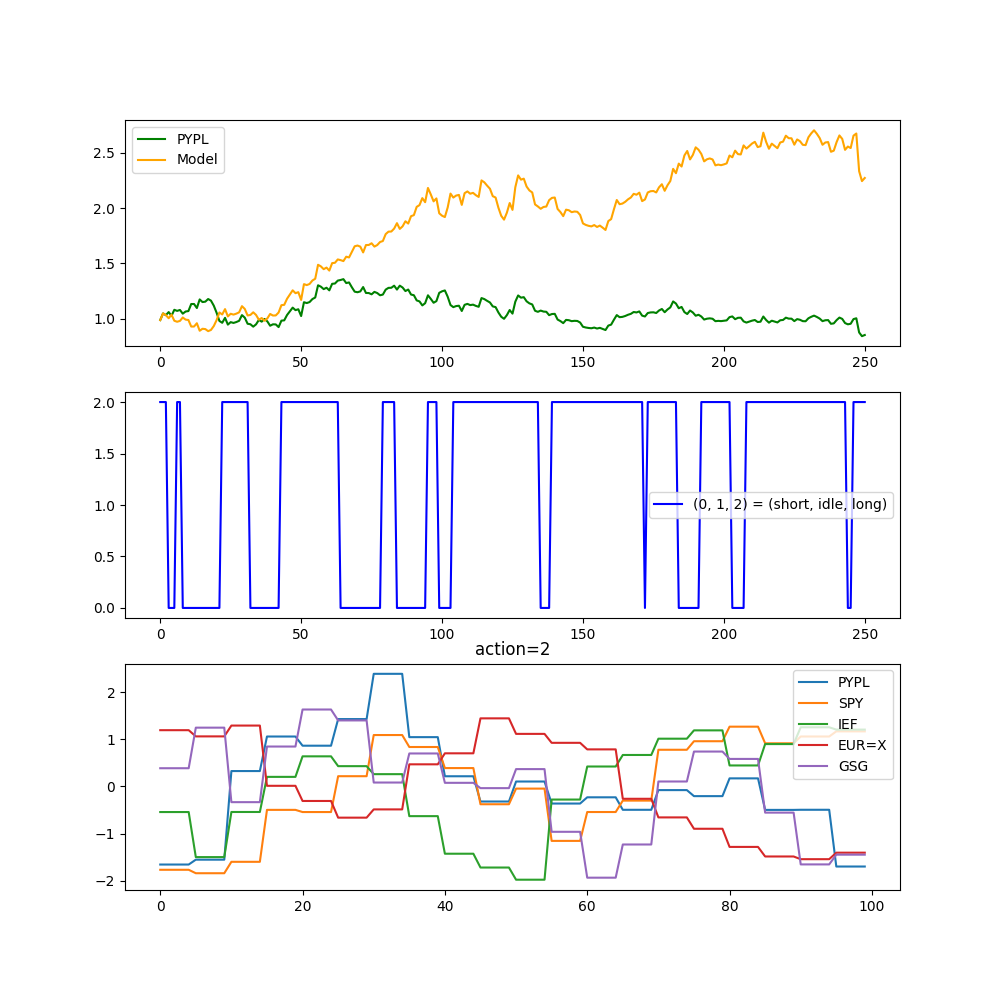 PYPL
Model
2.5
2.0
1.5
1.0
0 50 100 150 200 250
2.0
1.5
1.0
0.5
0.0
(0, 1, 2) = (short, idle, long)
0 50 100 150 200 250
action=2
2
1
0
−1
−2
PYPL
SPY
IEF
EUR=X
GSG
0 20 40 60 80 100